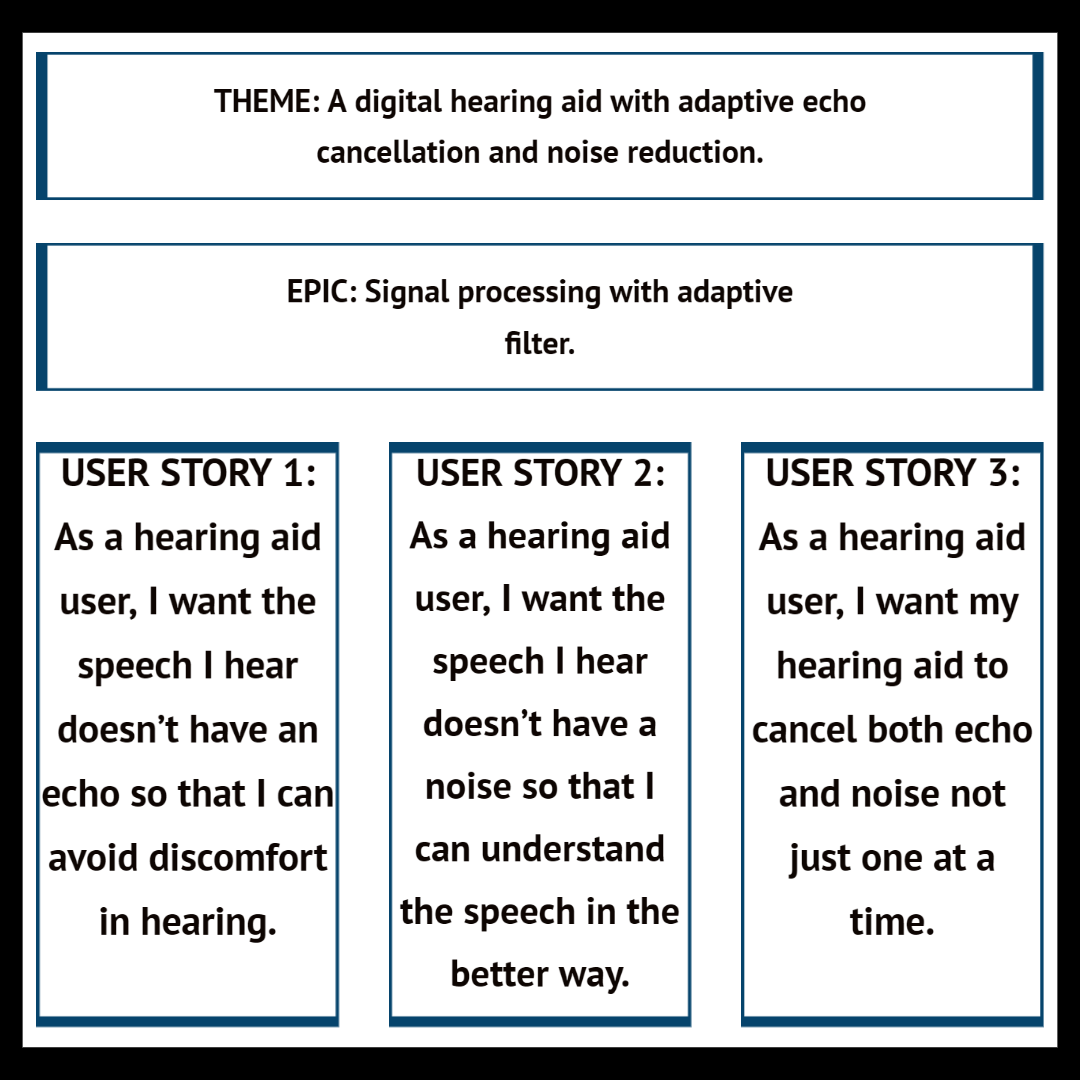 THEME: A digital hearing aid with adaptive echo
cancellation and noise reduction.
EPIC: Signal processing with adaptive
filter.
USER STORY 1:
As a hearing aid
user, I want the
speech I hear
doesn’t have an
echo so that I can
avoid discomfort
in hearing.
USER STORY 2:
As a hearing aid
user, I want the
speech I hear
doesn’t have a
noise so that I
can understand
the speech in the
better way.
USER STORY 3:
As a hearing aid
user, I want my
hearing aid to
cancel both echo
and noise not
just one at a
time.